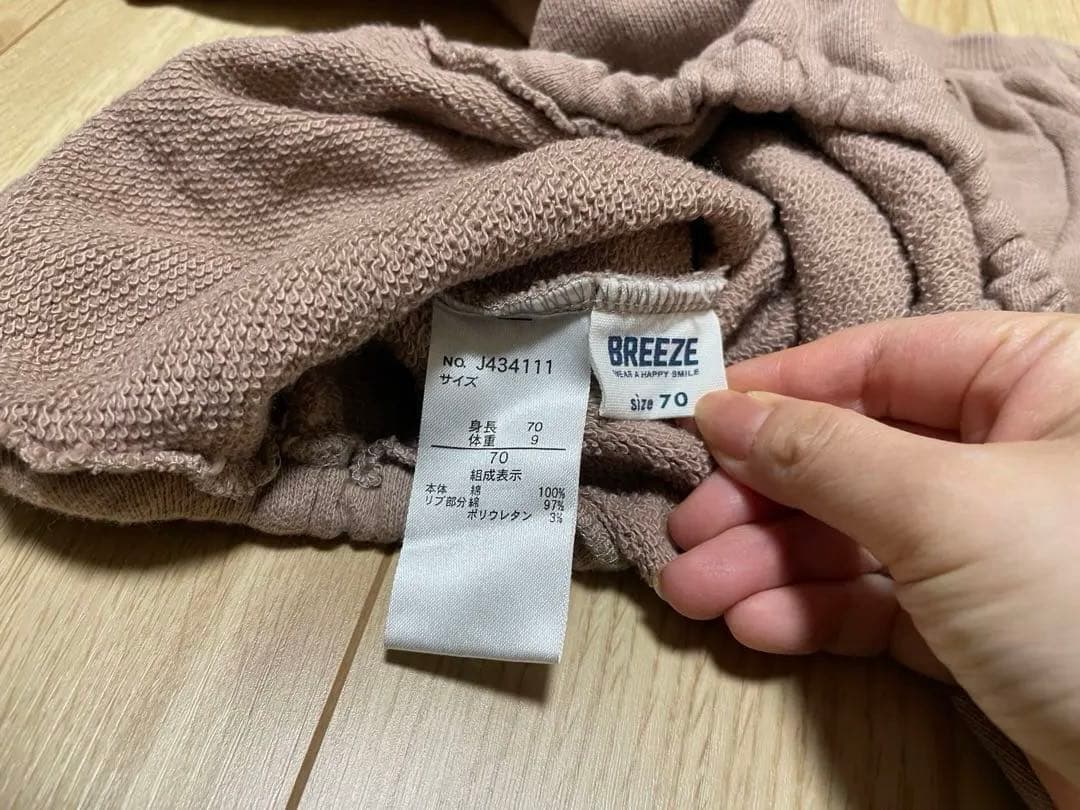 No. J434111
サイズ
身長 70
体重 9
70
組成表示
本体 綿 100%
リブ部分綿 97%
ポリウレタン 3%
BREEZE
WEAR A HAPPY SMILE
size 70